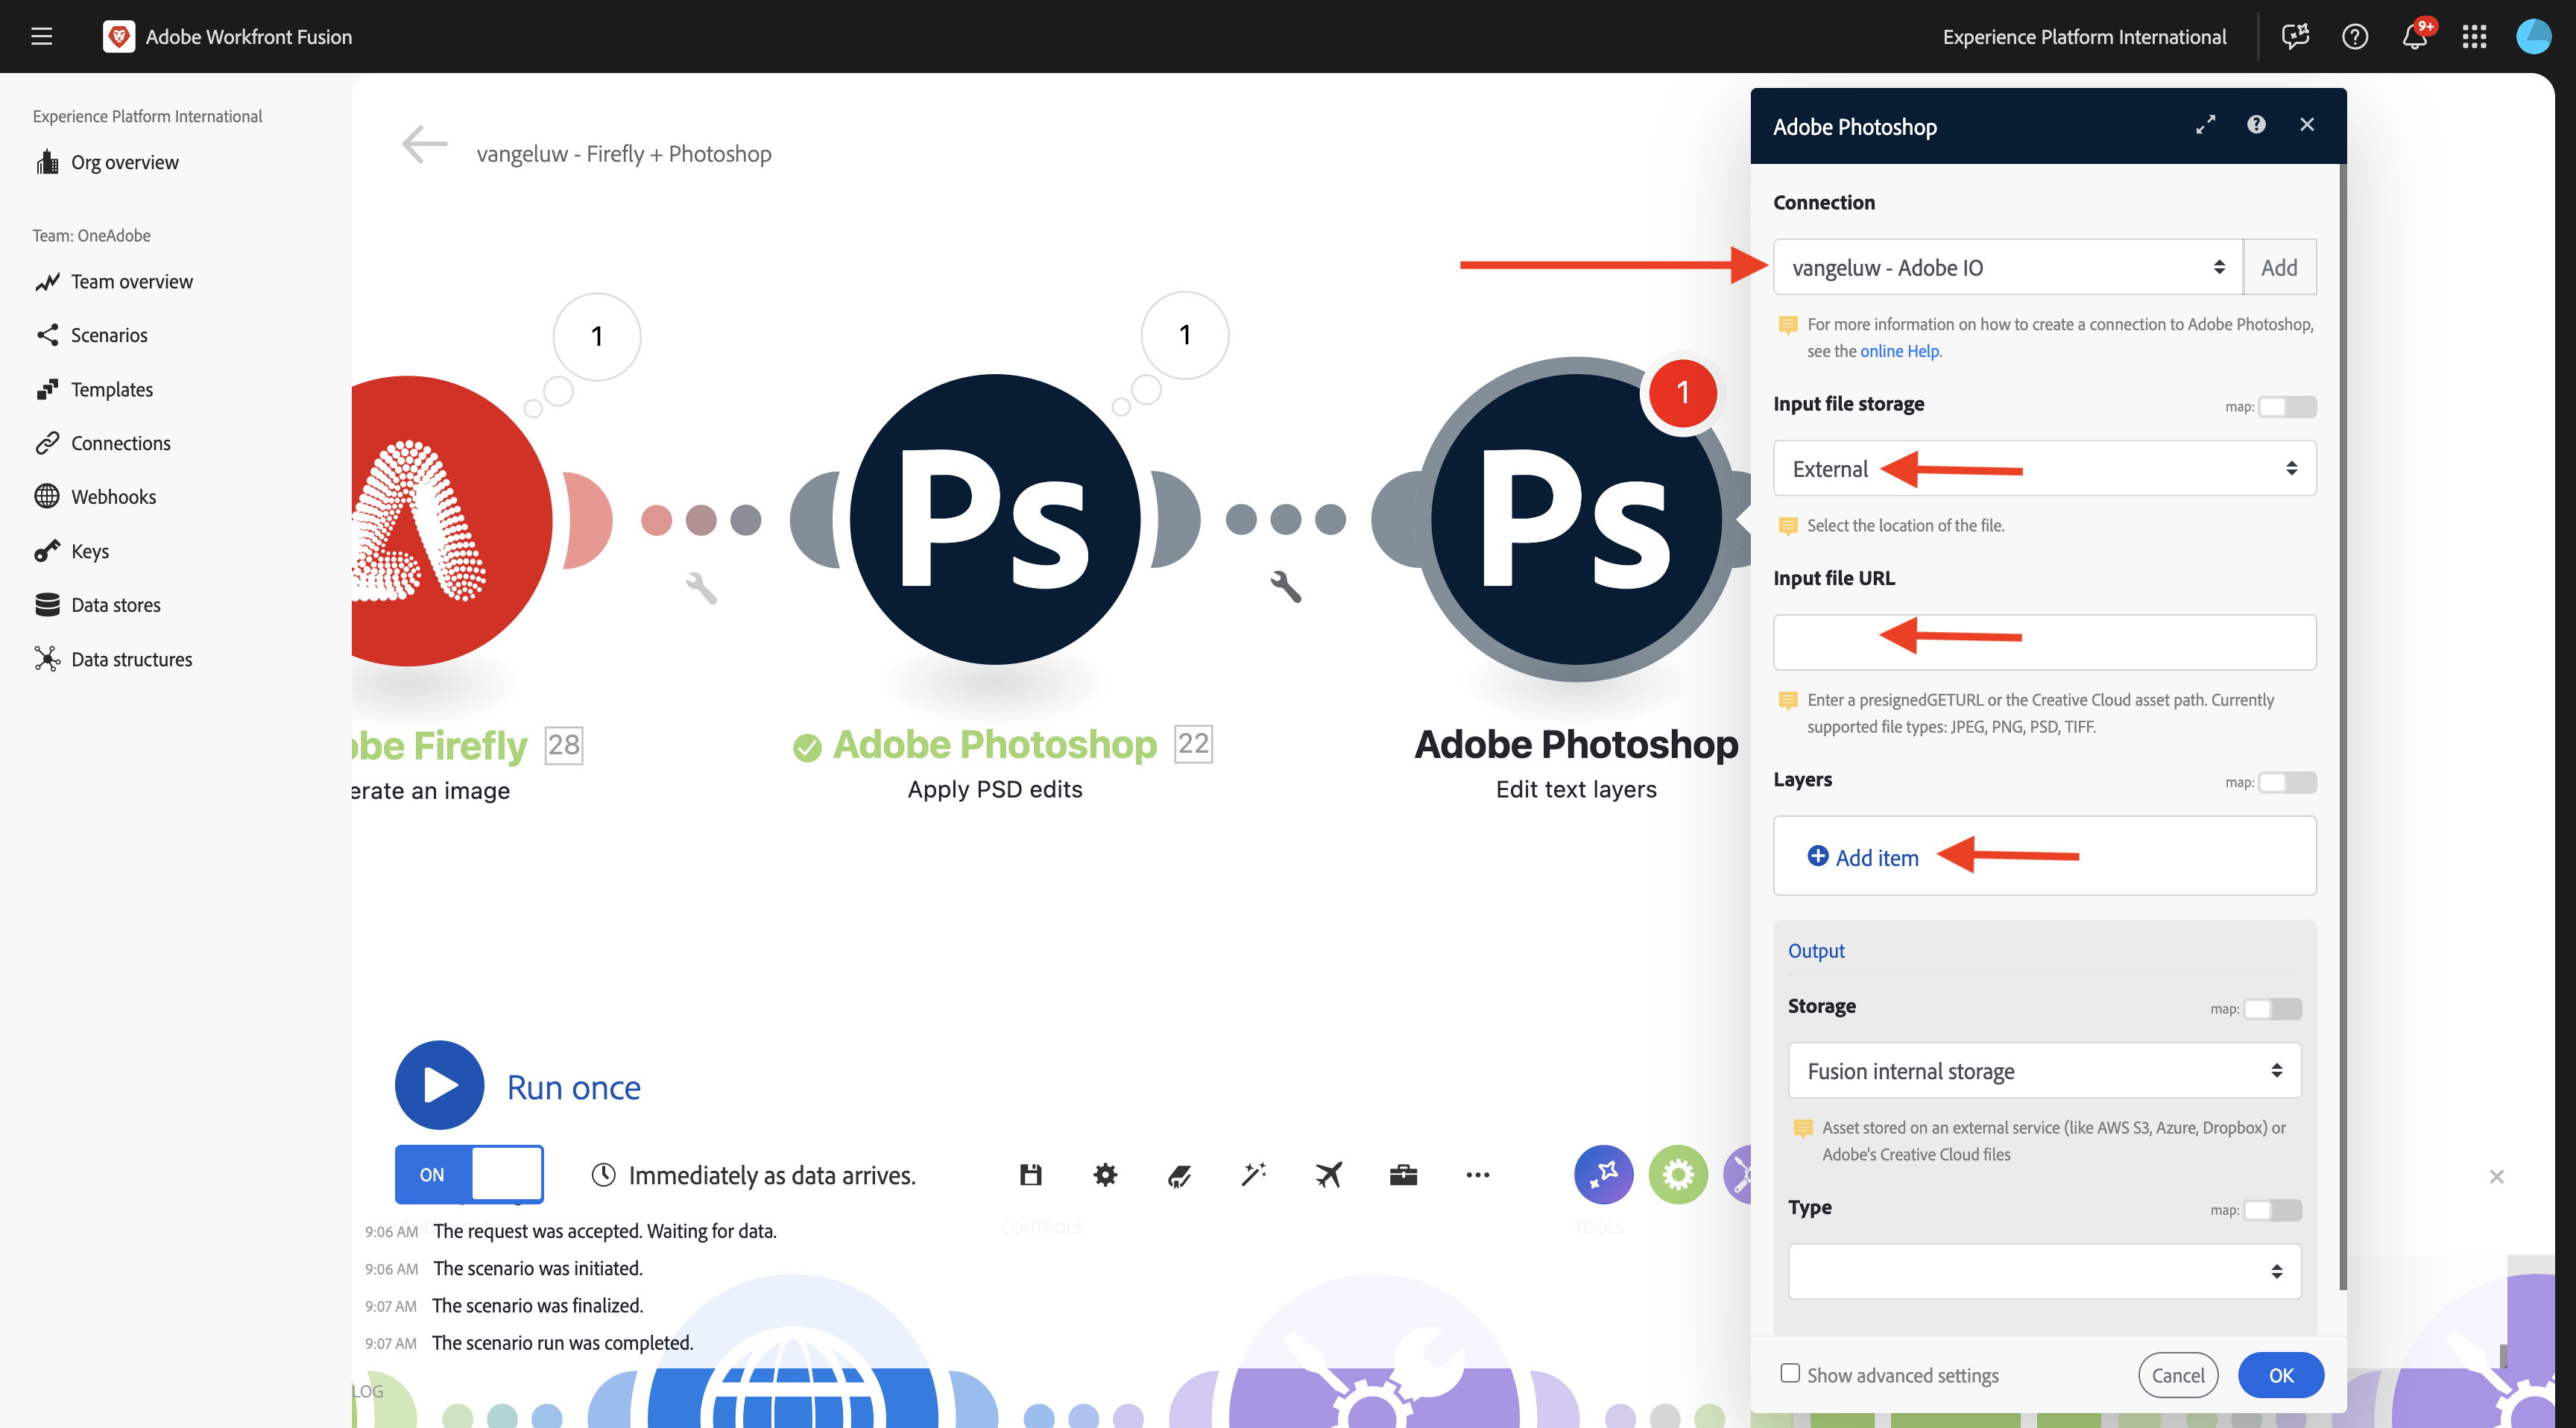 Adobe Workfront Fusion
Experience Platform International
9+
Experience Platform International
Org overview
Team: OneAdobe
Team overview
Scenarios
Templates
Connections
Webhooks
Keys
Data stores
Data structures
vangeluw - Firefly + Photoshop
1
1
1
Ps
Ps
obe Firefly 28
erate an image
Adobe Photoshop 22
Apply PSD edits
Adobe Photoshop
Edit text layers
Run once
ON
Immediately as data arrives.
CONTROLS
TOOLS
9:06 AM The request was accepted. Waiting for data.
9:06 AM The scenario was initiated.
9:07 AM The scenario was finalized.
9:07 AM The scenario run was completed.
LOG
Adobe Photoshop
Connection
vangeluw - Adobe IO
Add
For more information on how to create a connection to Adobe Photoshop,
see the online Help.
Input file storage
map:
External
Select the location of the file.
Input file URL
Enter a presignedGETURL or the Creative Cloud asset path. Currently
supported file types: JPEG, PNG, PSD, TIFF.
Layers
map:
Add item
Output
Storage
map:
Fusion internal storage
Asset stored on an external service (like AWS S3, Azure, Dropbox) or
Adobe's Creative Cloud files
Type
map:
Show advanced settings
Cancel
OK